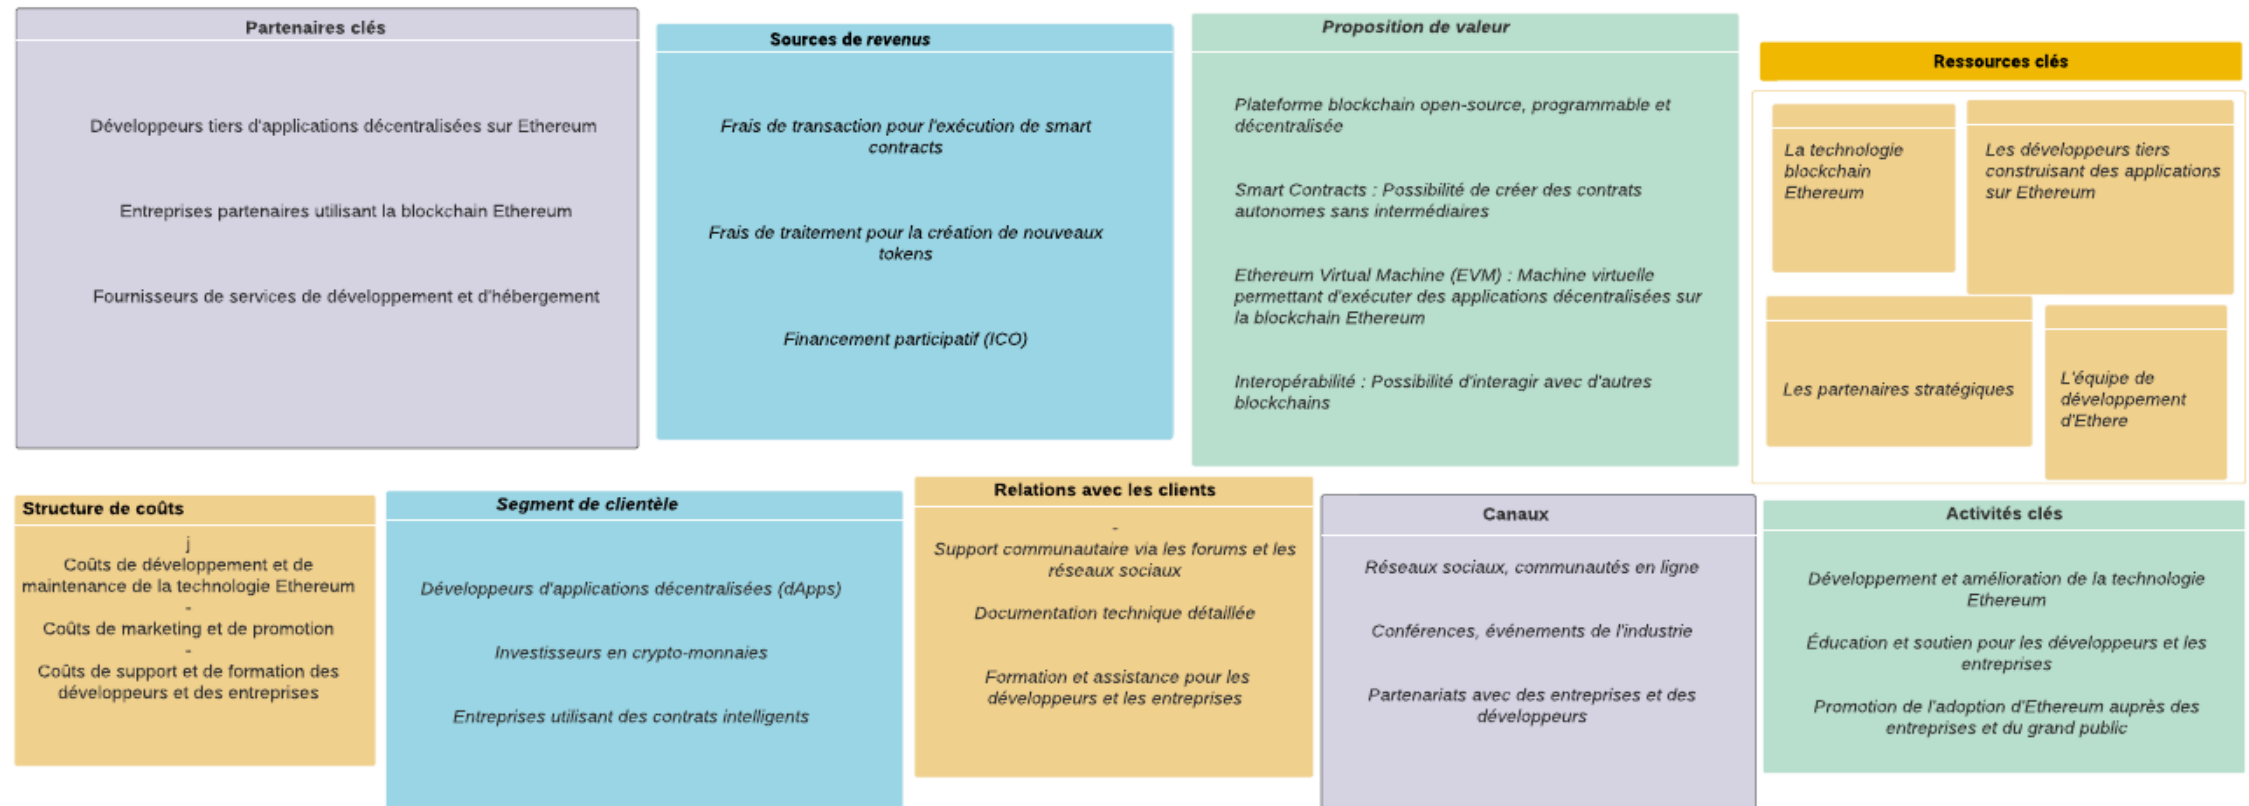 Partenaires clés
Développeurs tiers d'applications décentralisées sur Ethereum
Entreprises partenaires utilisant la blockchain Ethereum
Fournisseurs de services de développement et d'hébergement
Sources de revenus
Frais de transaction pour l'exécution de smart
contracts
Frais de traitement pour la création de nouveaux
tokens
Financement participatif (ICO)
Proposition de valeur
Plateforme blockchain open-source, programmable et
décentralisée
Smart Contracts : Possibilité de créer des contrats
autonomes sans intermédiaires
Ethereum Virtual Machine (EVM) : Machine virtuelle
permettant d'exécuter des applications décentralisées sur
la blockchain Ethereum
Interopérabilité : Possibilité d'interagir avec d'autres
blockchains
Ressources clés
La technologie
blockchain
Ethereum
Les développeurs tiers
construisant des applications
sur Ethereum
Les partenaires stratégiques
L'équipe de
développement
d'Ethere
Structure de coûts
j
Coûts de développement et de
maintenance de la technologie Ethereum
-
Coûts de marketing et de promotion
-
Coûts de support et de formation des
développeurs et des entreprises
Segment de clientèle
Développeurs d'applications décentralisées (dApps)
Investisseurs en crypto-monnaies
Entreprises utilisant des contrats intelligents
Relations avec les clients
-
Support communautaire via les forums et les
réseaux sociaux
Documentation technique détaillée
Formation et assistance pour les
développeurs et les entreprises
Canaux
Réseaux sociaux, communautés en ligne
Conférences, événements de l'industrie
Partenariats avec des entreprises et des
développeurs
Activités clés
Développement et amélioration de la technologie
Ethereum
Éducation et soutien pour les développeurs et les
entreprises
Promotion de l'adoption d'Ethereum auprès des
entreprises et du grand public